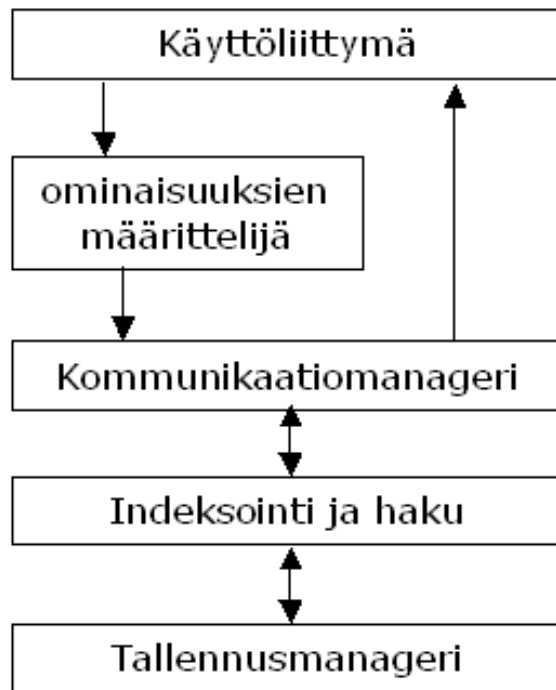 Käyttöliittymä
ominaisuuksien
määrittelijä
Kommunikaatiomanageri
Indeksointi ja haku
Tallennusmanageri